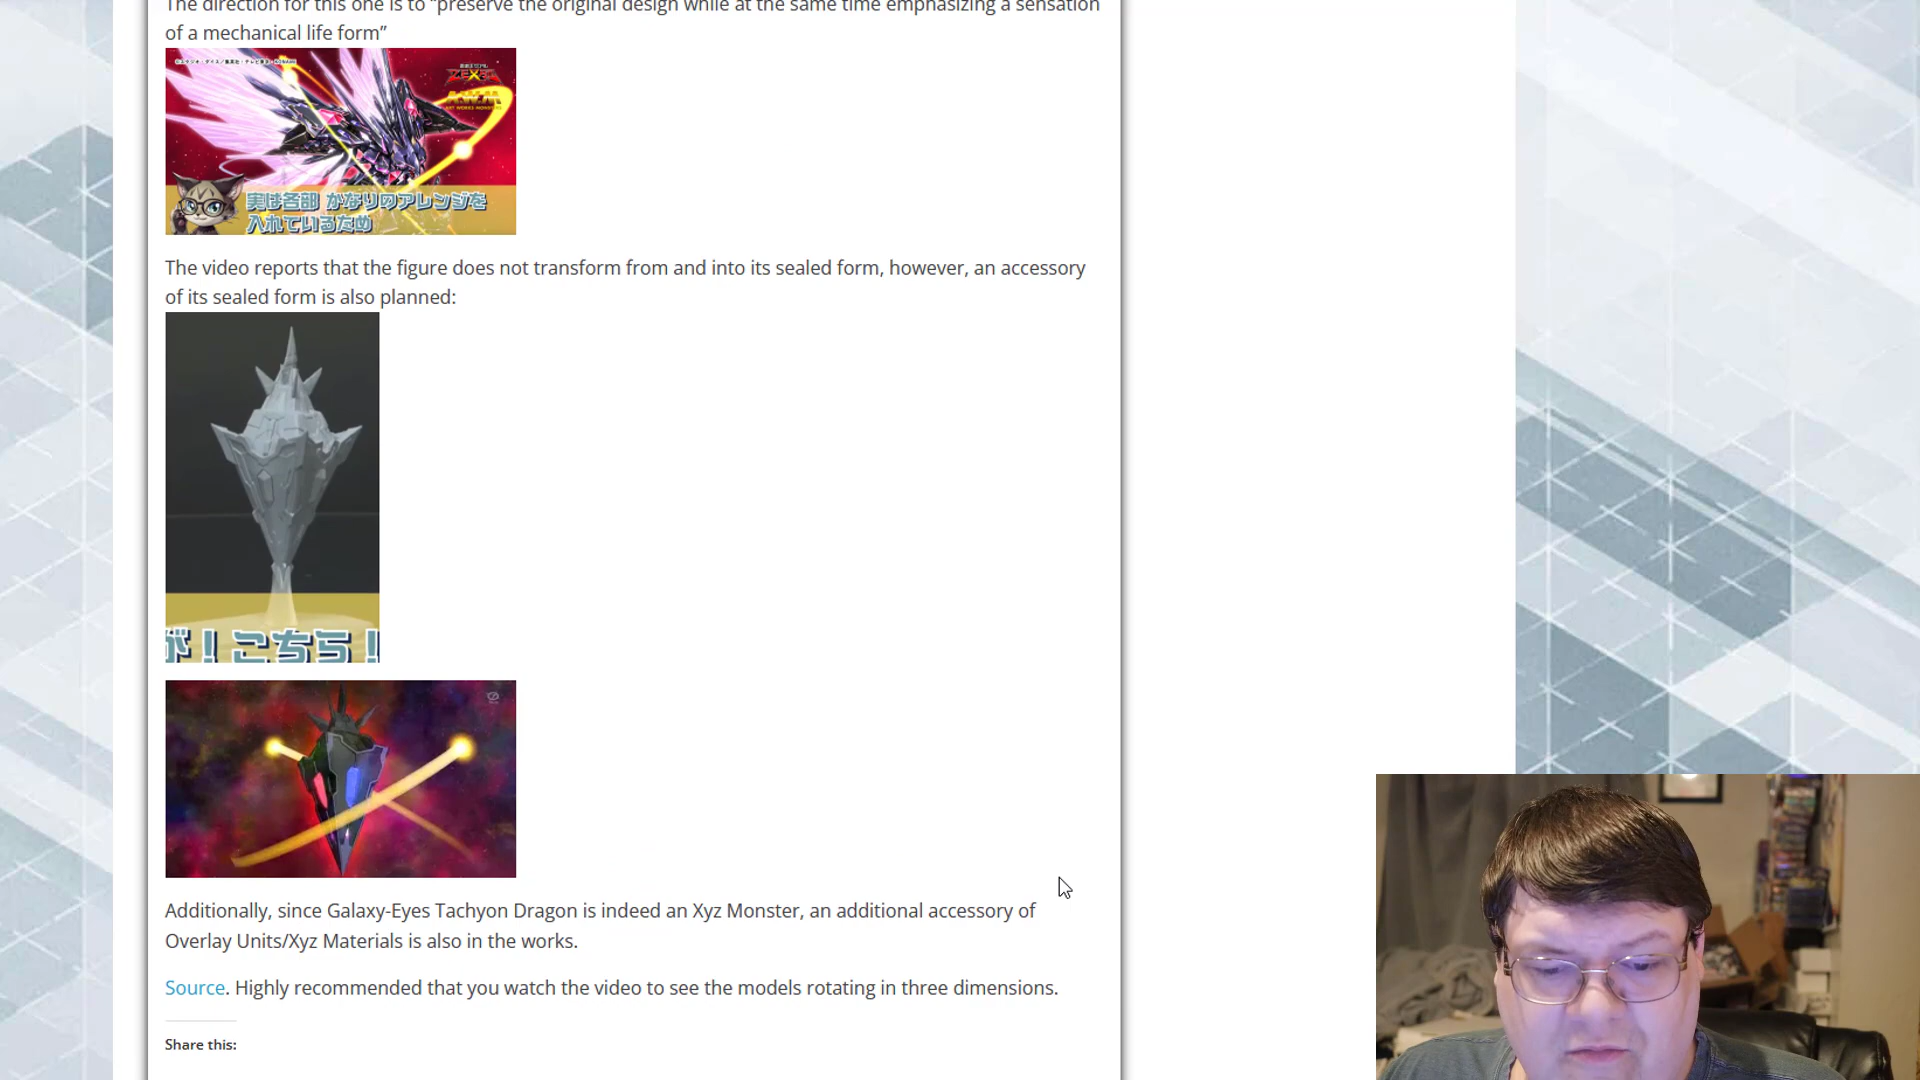 The direction for this one is to “preserve the original design while at the same time emphasizing a sensation
of a mechanical life form”
ZEXAL
実は各部 かなりのアレンジを
入れているため
The video reports that the figure does not transform from and into its sealed form, however, an accessory
of its sealed form is also planned:
が！こちら！
Additionally, since Galaxy-Eyes Tachyon Dragon is indeed an Xyz Monster, an additional accessory of
Overlay Units/Xyz Materials is also in the works.
Source. Highly recommended that you watch the video to see the models rotating in three dimensions.
Share this: